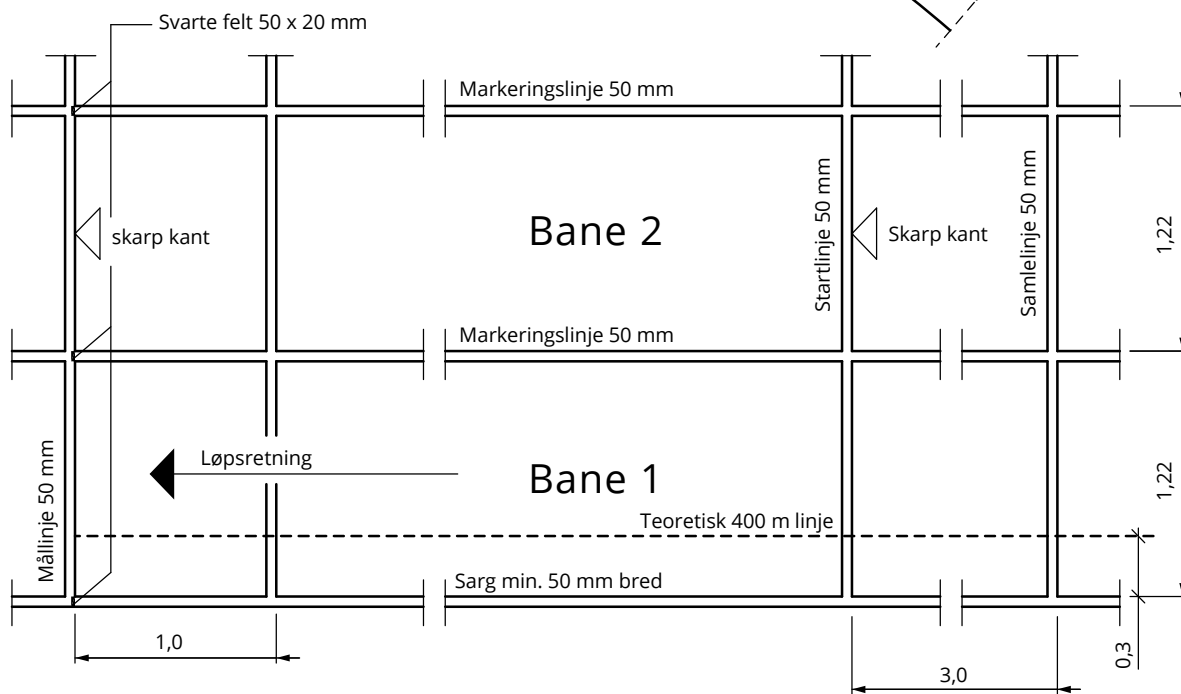 Svarte felt 50 x 20 mm
Markeringslinje 50 mm
skarp kant
Bane 2
Startlinje 50 mm
Skarp kant
Samlelinje 50 mm
1,22
Markeringslinje 50 mm
Mållinje 50 mm
Løpsretning
Bane 1
1,22
Teoretisk 400 m linje
Sarg min. 50 mm bred
1,0
3,0
0,3